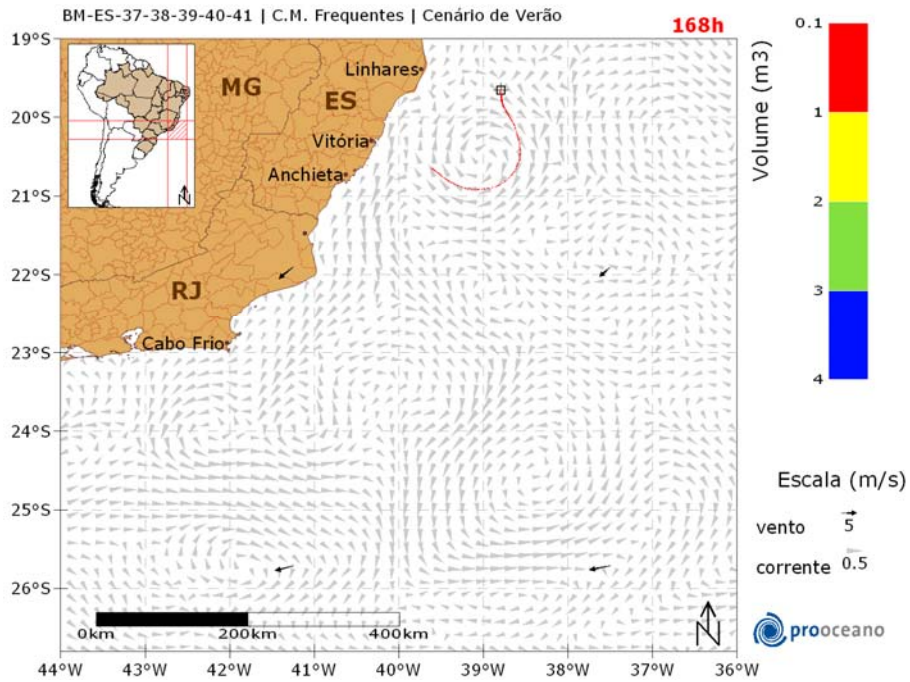 BM-ES-37-38-39-40-41 | C.M. Frequentes | Cenário de Verão
168h
19°S
20°S
21°S
22°S
23°S
24°S
25°S
26°S
MG
ES
RJ
Linhares
Vitória
Anchieta
Cabo Frio
N
0km
200km
400km
N
44°W
43°W
42°W
41°W
40°W
39°W
38°W
37°W
36°W
Volume (m3)
0.1
1
2
3
4
Escala (m/s)
vento 5
corrente 0.5
prooceano